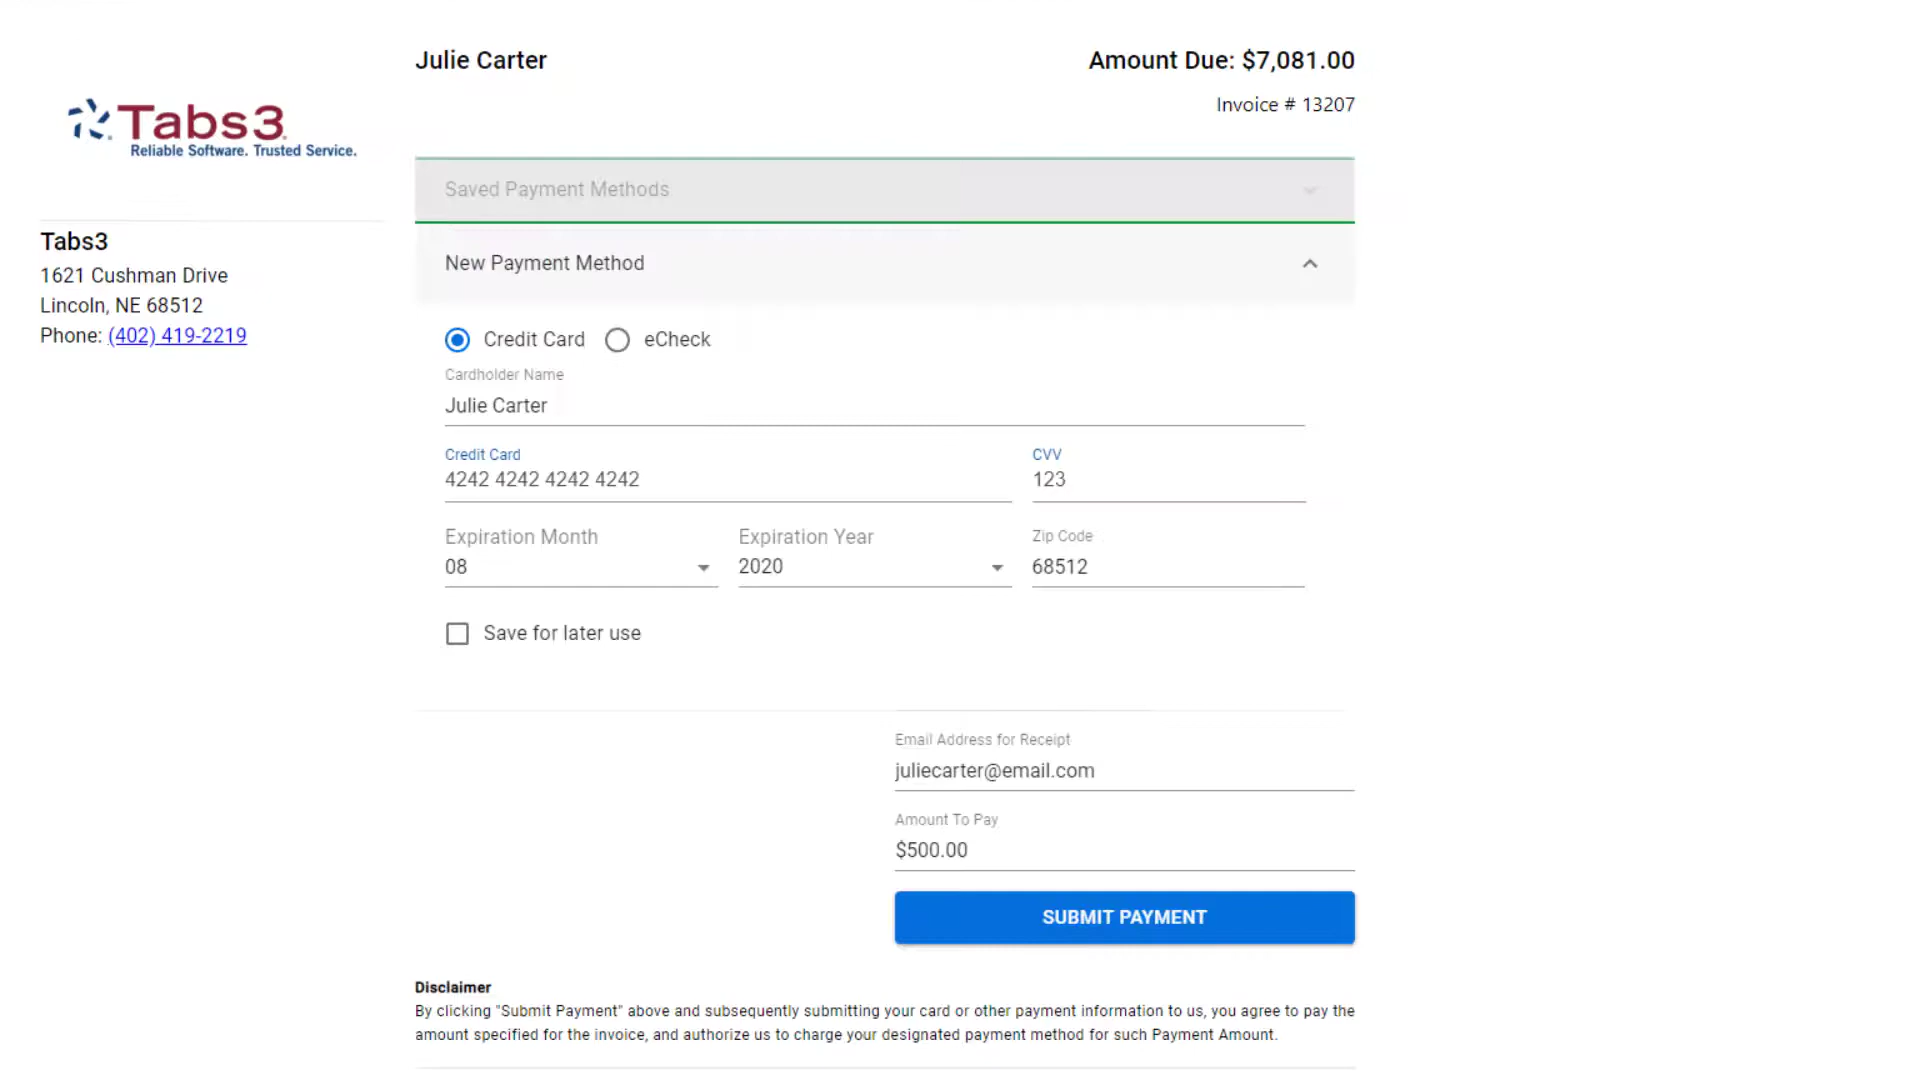 Julie Carter
Amount Due: $7,081.00
Invoice # 13207
Tabs3
Reliable Software. Trusted Service.
Tabs3
1621 Cushman Drive
Lincoln, NE 68512
Phone: (402) 419-2219
Saved Payment Methods
New Payment Method
Credit Card eCheck
Cardholder Name
Julie Carter
Credit Card CVV
4242 4242 4242 4242 123
Expiration Month Expiration Year Zip Code
08 2020 68512
Save for later use
Email Address for Receipt
juliecarter@email.com
Amount To Pay
$500.00
SUBMIT PAYMENT
Disclaimer
By clicking "Submit Payment" above and subsequently submitting your card or other payment information to us, you agree to pay the
amount specified for the invoice, and authorize us to charge your designated payment method for such Payment Amount.